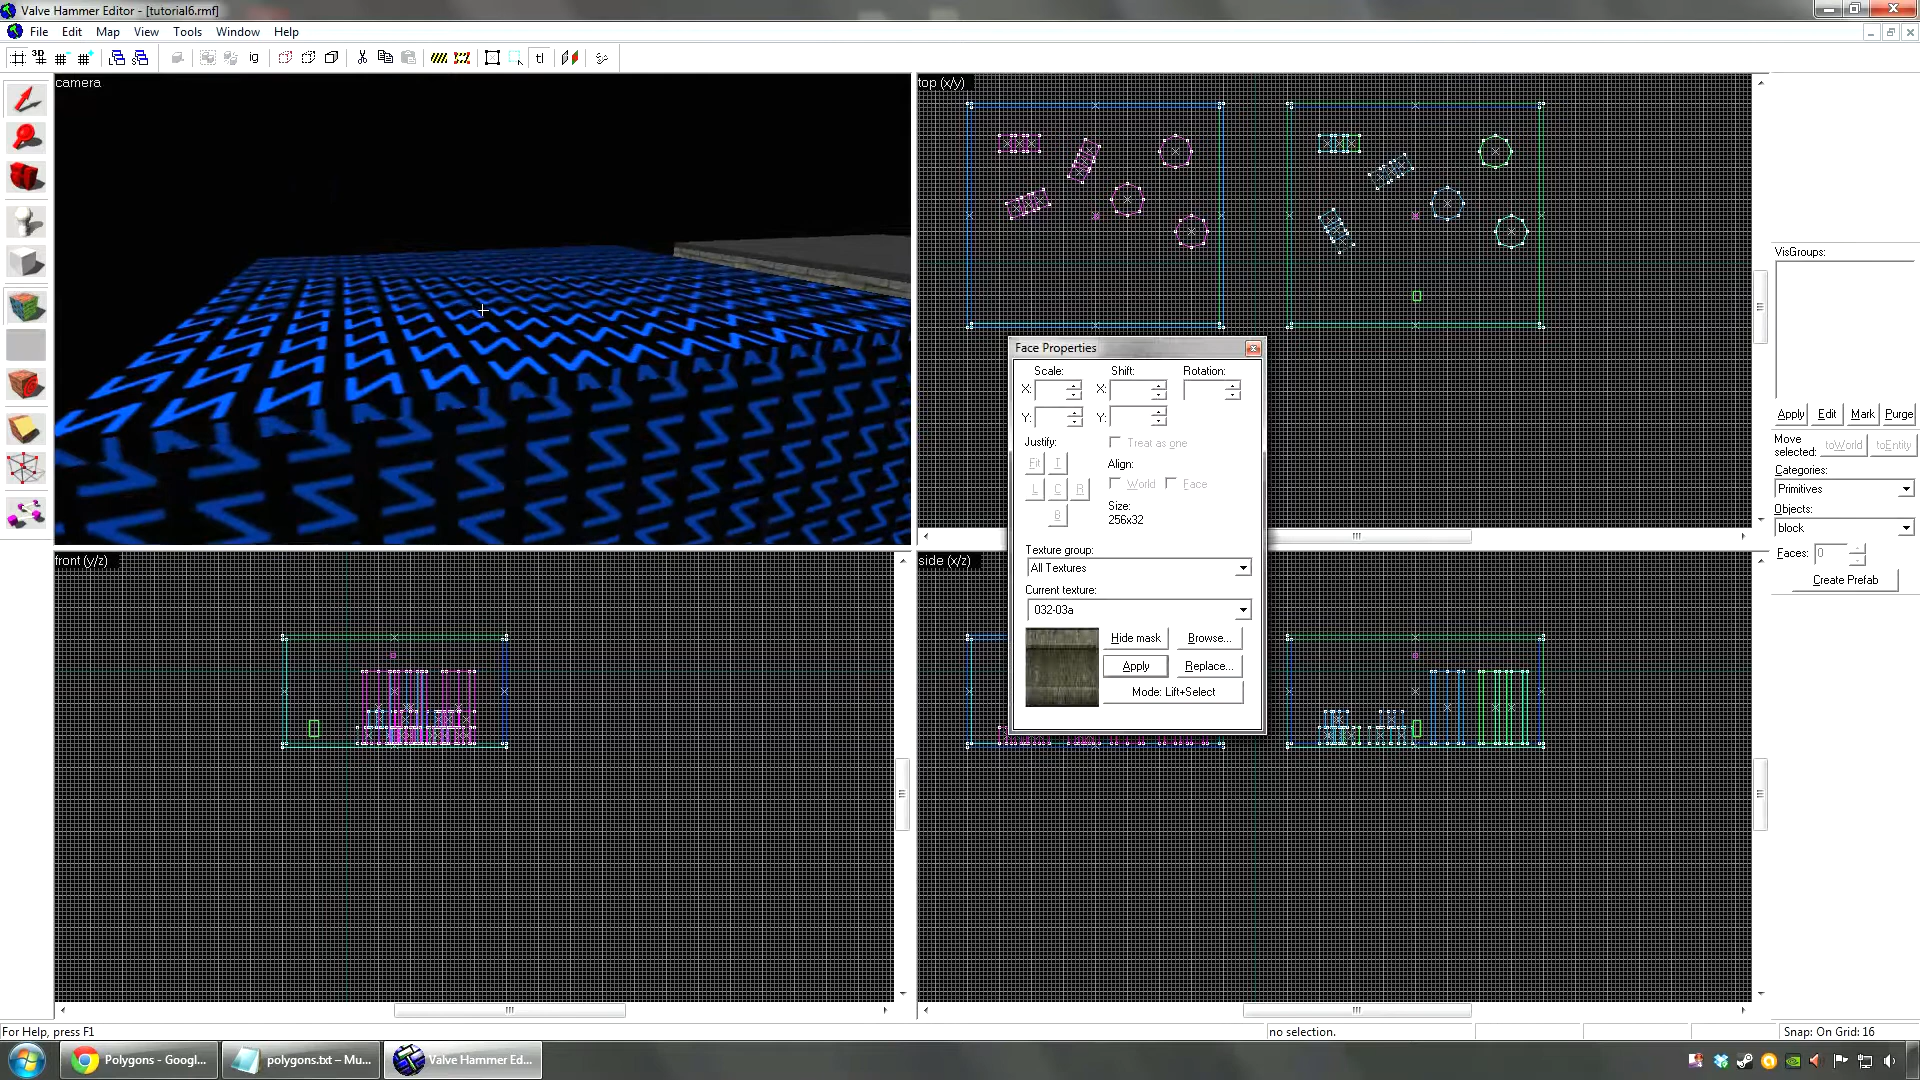 Valve Hammer Editor - [tutorial6.rmf]
File Edit Map View Tools Window Help
3D
ig
tl
camera
top (x/y)
front (y/z)
side (x/z)
Face Properties
Scale: Shift: Rotation:
X: X:
Y: Y:
Justify: Treat as one
Fit T Align:
L C R World Face
B Size:
256x32
Texture group:
All Textures
Current texture:
032-03a
Hide mask Browse...
Apply Replace...
Mode: Lift+Select
VisGroups:
Apply Edit Mark Purge
Move selected: toWorld toEntity
Categories:
Primitives
Objects:
block
Faces: 0
Create Prefab
For Help, press F1
no selection.
Snap: On Grid: 16
Polygons - Googl...
polygons.txt – Mu...
Valve Hammer Ed...